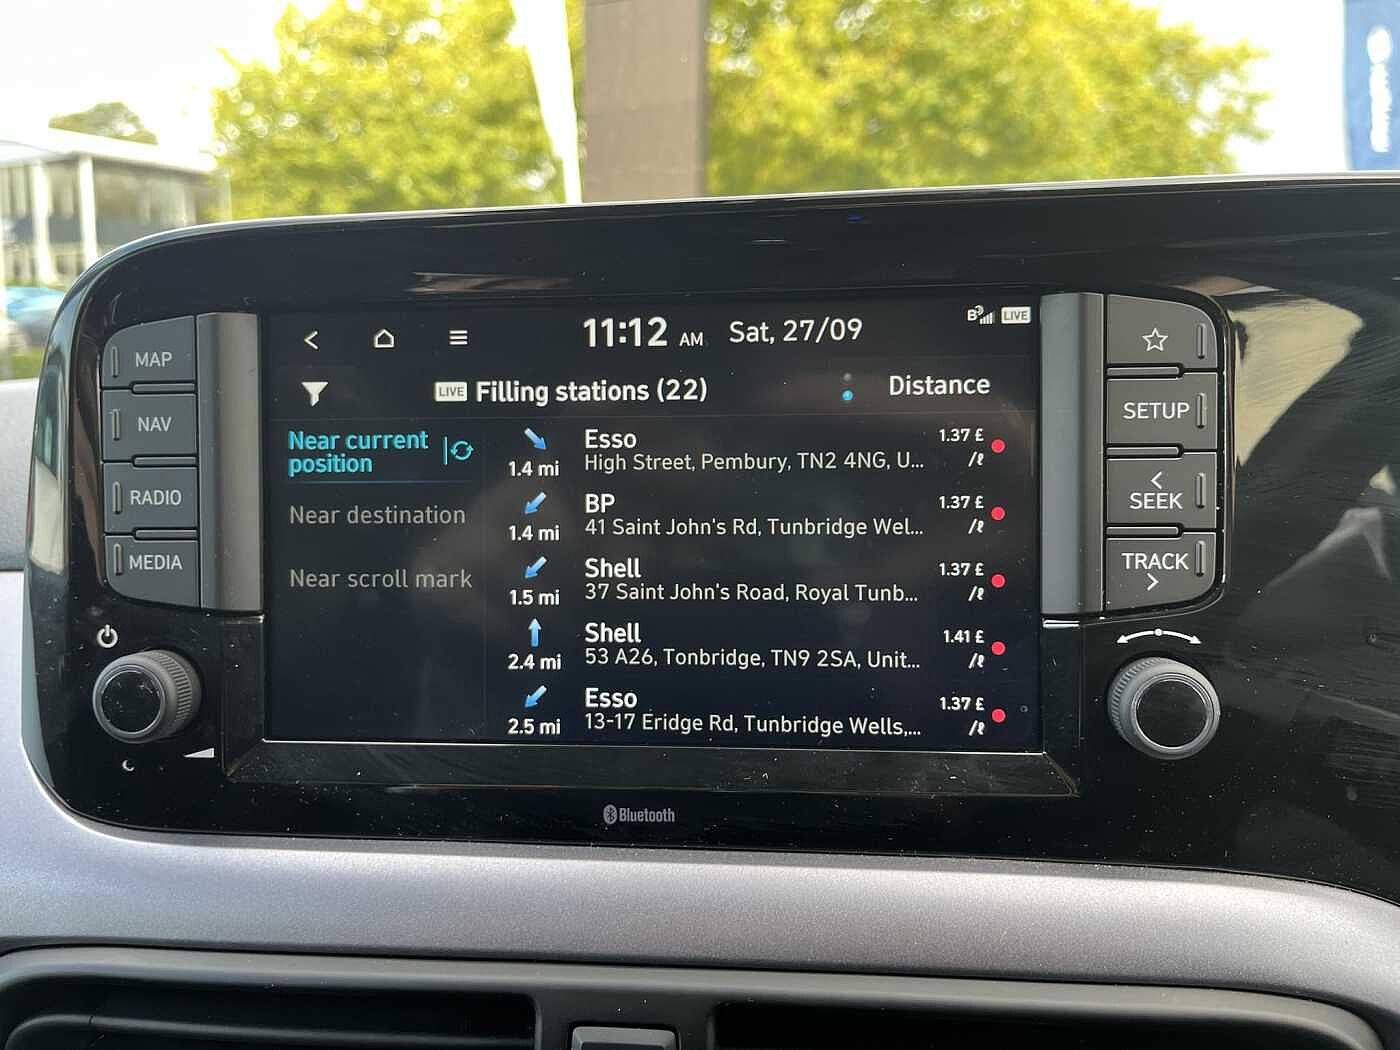 11:12 AM Sat, 27/09
LIVE
MAP
NAV
RADIO
MEDIA
LIVE Filling stations (22)
Distance
Near current
position
Near destination
Near scroll mark
1.4 mi
Esso
High Street, Pembury, TN2 4NG, U...
1.37 £
/ℓ
1.4 mi
BP
41 Saint John's Rd, Tunbridge Wel...
1.37 £
/ℓ
1.5 mi
Shell
37 Saint John's Road, Royal Tunb...
1.37 £
/ℓ
2.4 mi
Shell
53 A26, Tonbridge, TN9 2SA, Unit...
1.41 £
/ℓ
2.5 mi
Esso
13-17 Eridge Rd, Tunbridge Wells,...
1.37 £
/ℓ
SETUP
SEEK
TRACK
Bluetooth